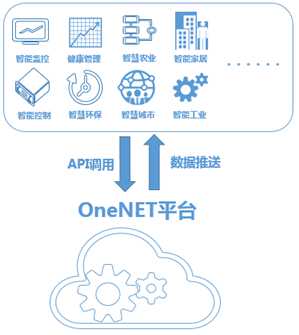 智能监控 健康管理 智慧农业 智能家居
......
智能控制 智慧环保 智慧城市 智能工业
API调用 数据推送
OneNET平台